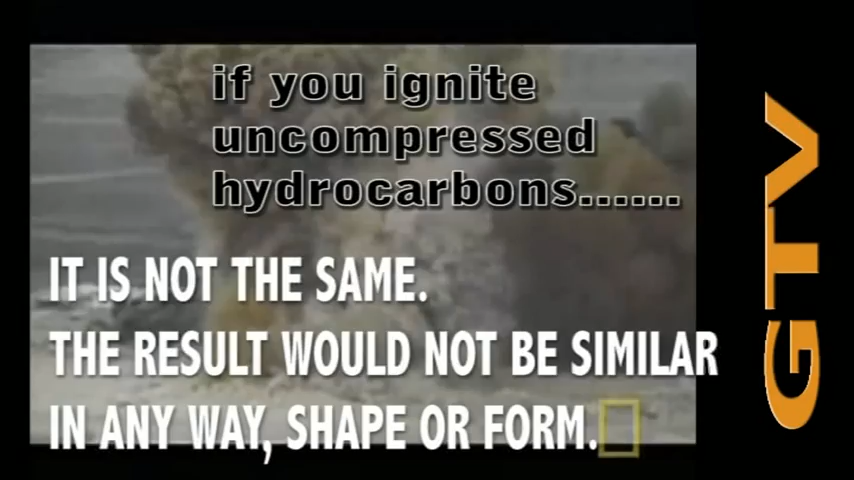 if you ignite
uncompressed
hydrocarbons......
IT IS NOT THE SAME.
THE RESULT WOULD NOT BE SIMILAR
IN ANY WAY, SHAPE OR FORM.
GTV